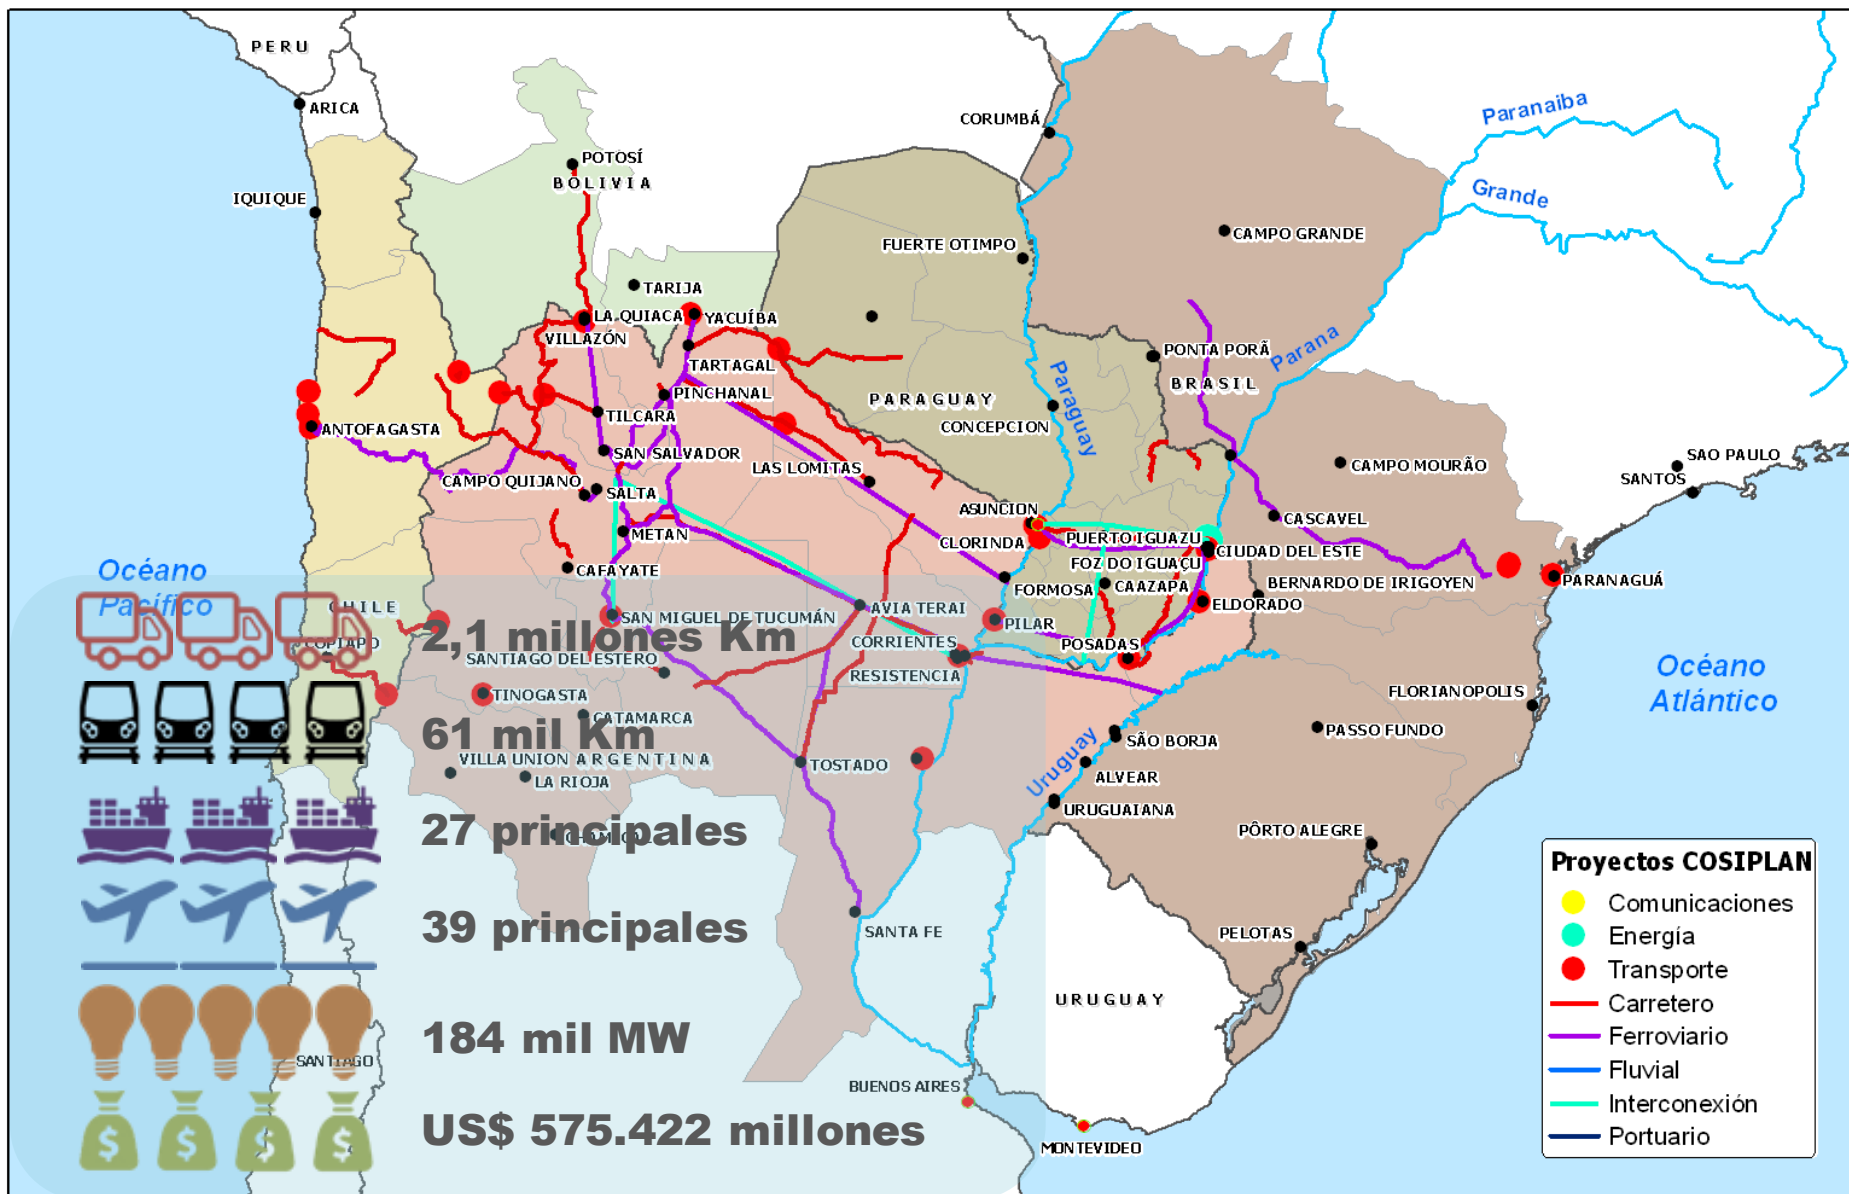 PERU
ARICA
CORUMBÁ
Paranaiba
POTOSÍ
BOLIVIA
IQUIQUE
Grande
CAMPO GRANDE
FUERTE OTIMPO
TARIJA
LA QUIACA
YACUÍBA
VILLAZÓN
PONTA PORÃ
Parana
TARTAGAL
BRASIL
PINCHANAL
PARAGUAY
Paraguay
TILCARA
CONCEPCION
ANTOFAGASTA
SAN SALVADOR
LAS LOMITAS
CAMPO MOURÃO
SAO PAULO
SANTOS
CAMPO QUIJANO
SALTA
ASUNCION
CASCAVEL
METAN
CLORINDA
PUERTO IGUAZU
CIUDAD DEL ESTE
FOZ DO IGUAÇU
CAFAYATE
FORMOSA
CAAZAPA
BERNARDO DE IRIGOYEN
PARANAGUÁ
Océano
Pacífico
CHILE
ELDORADO
AVIA TERAI
SAN MIGUEL DE TUCUMÁN
PILAR
2,1 millones Km
COPIAPO
CORRIENTES
POSADAS
SANTIAGO DEL ESTERO
RESISTENCIA
Océano
Atlántico
TINOGASTA
FLORIANOPOLIS
CATAMARCA
61 mil Km
PASSO FUNDO
SÃO BORJA
Uruguay
VILLA UNION
ARGENTINA
TOSTADO
ALVEAR
LA RIOJA
URUGUAIANA
27 principales
PÔRTO ALEGRE
39 principales
SANTA FE
PELOTAS
URUGUAY
184 mil MW
SANTIAGO
BUENOS AIRES
US$ 575.422 millones
MONTEVIDEO
Proyectos COSIPLAN
Comunicaciones
Energía
Transporte
Carretero
Ferroviario
Fluvial
Interconexión
Portuario